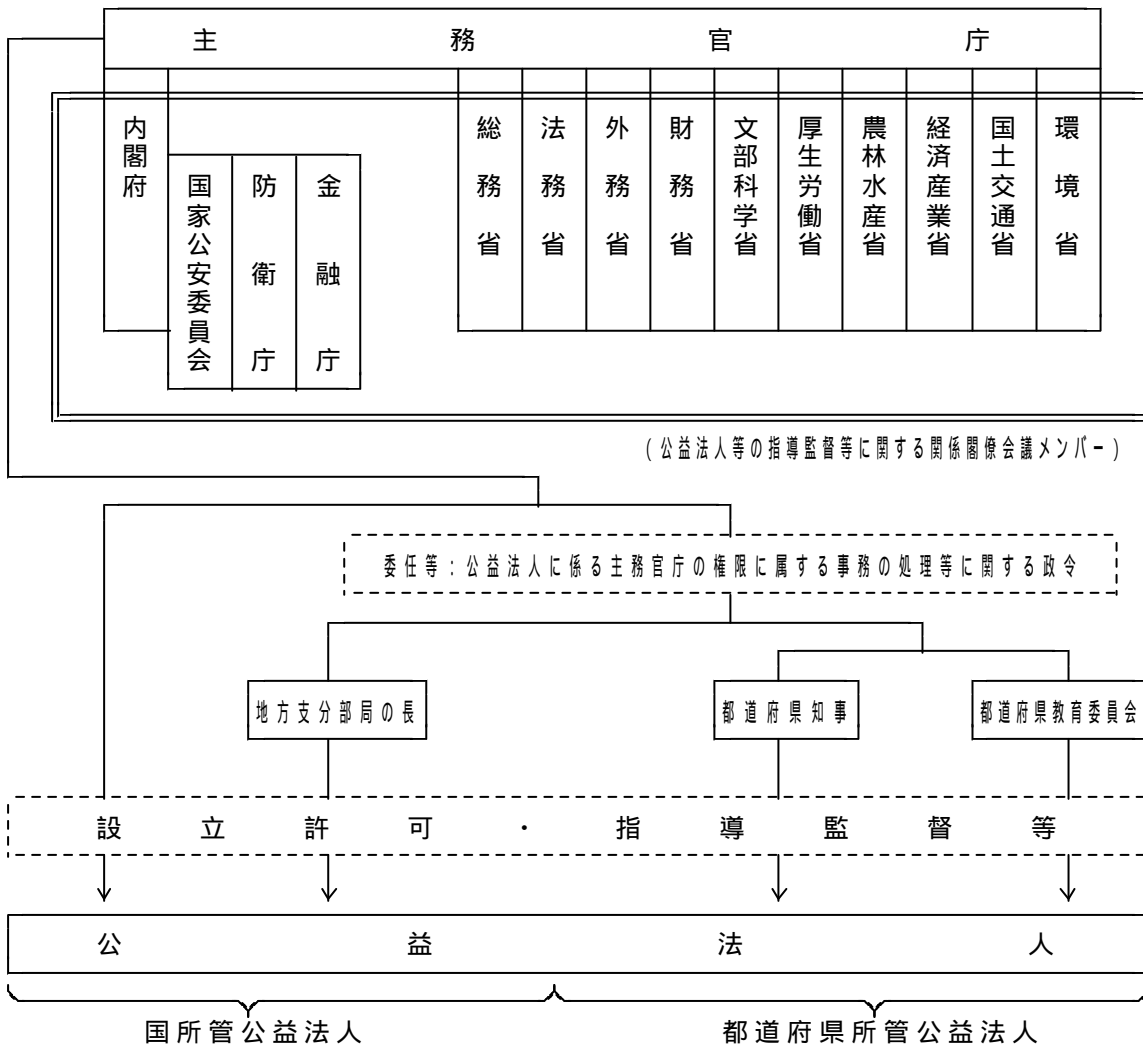 主務官庁
内閣府
国家公安委員会
防衛庁
金融庁
総務省
法務省
外務省
財務省
文部科学省
厚生労働省
農林水産省
経済産業省
国土交通省
環境省
(公益法人等の指導監督等に関する関係閣僚会議メンバー)
委任等:公益法人に係る主務官庁の権限に属する事務の処理等に関する政令
地方支分部局の長
都道府県知事
都道府県教育委員会
設立許可・指導監督等
公益法人
国所管公益法人
都道府県所管公益法人